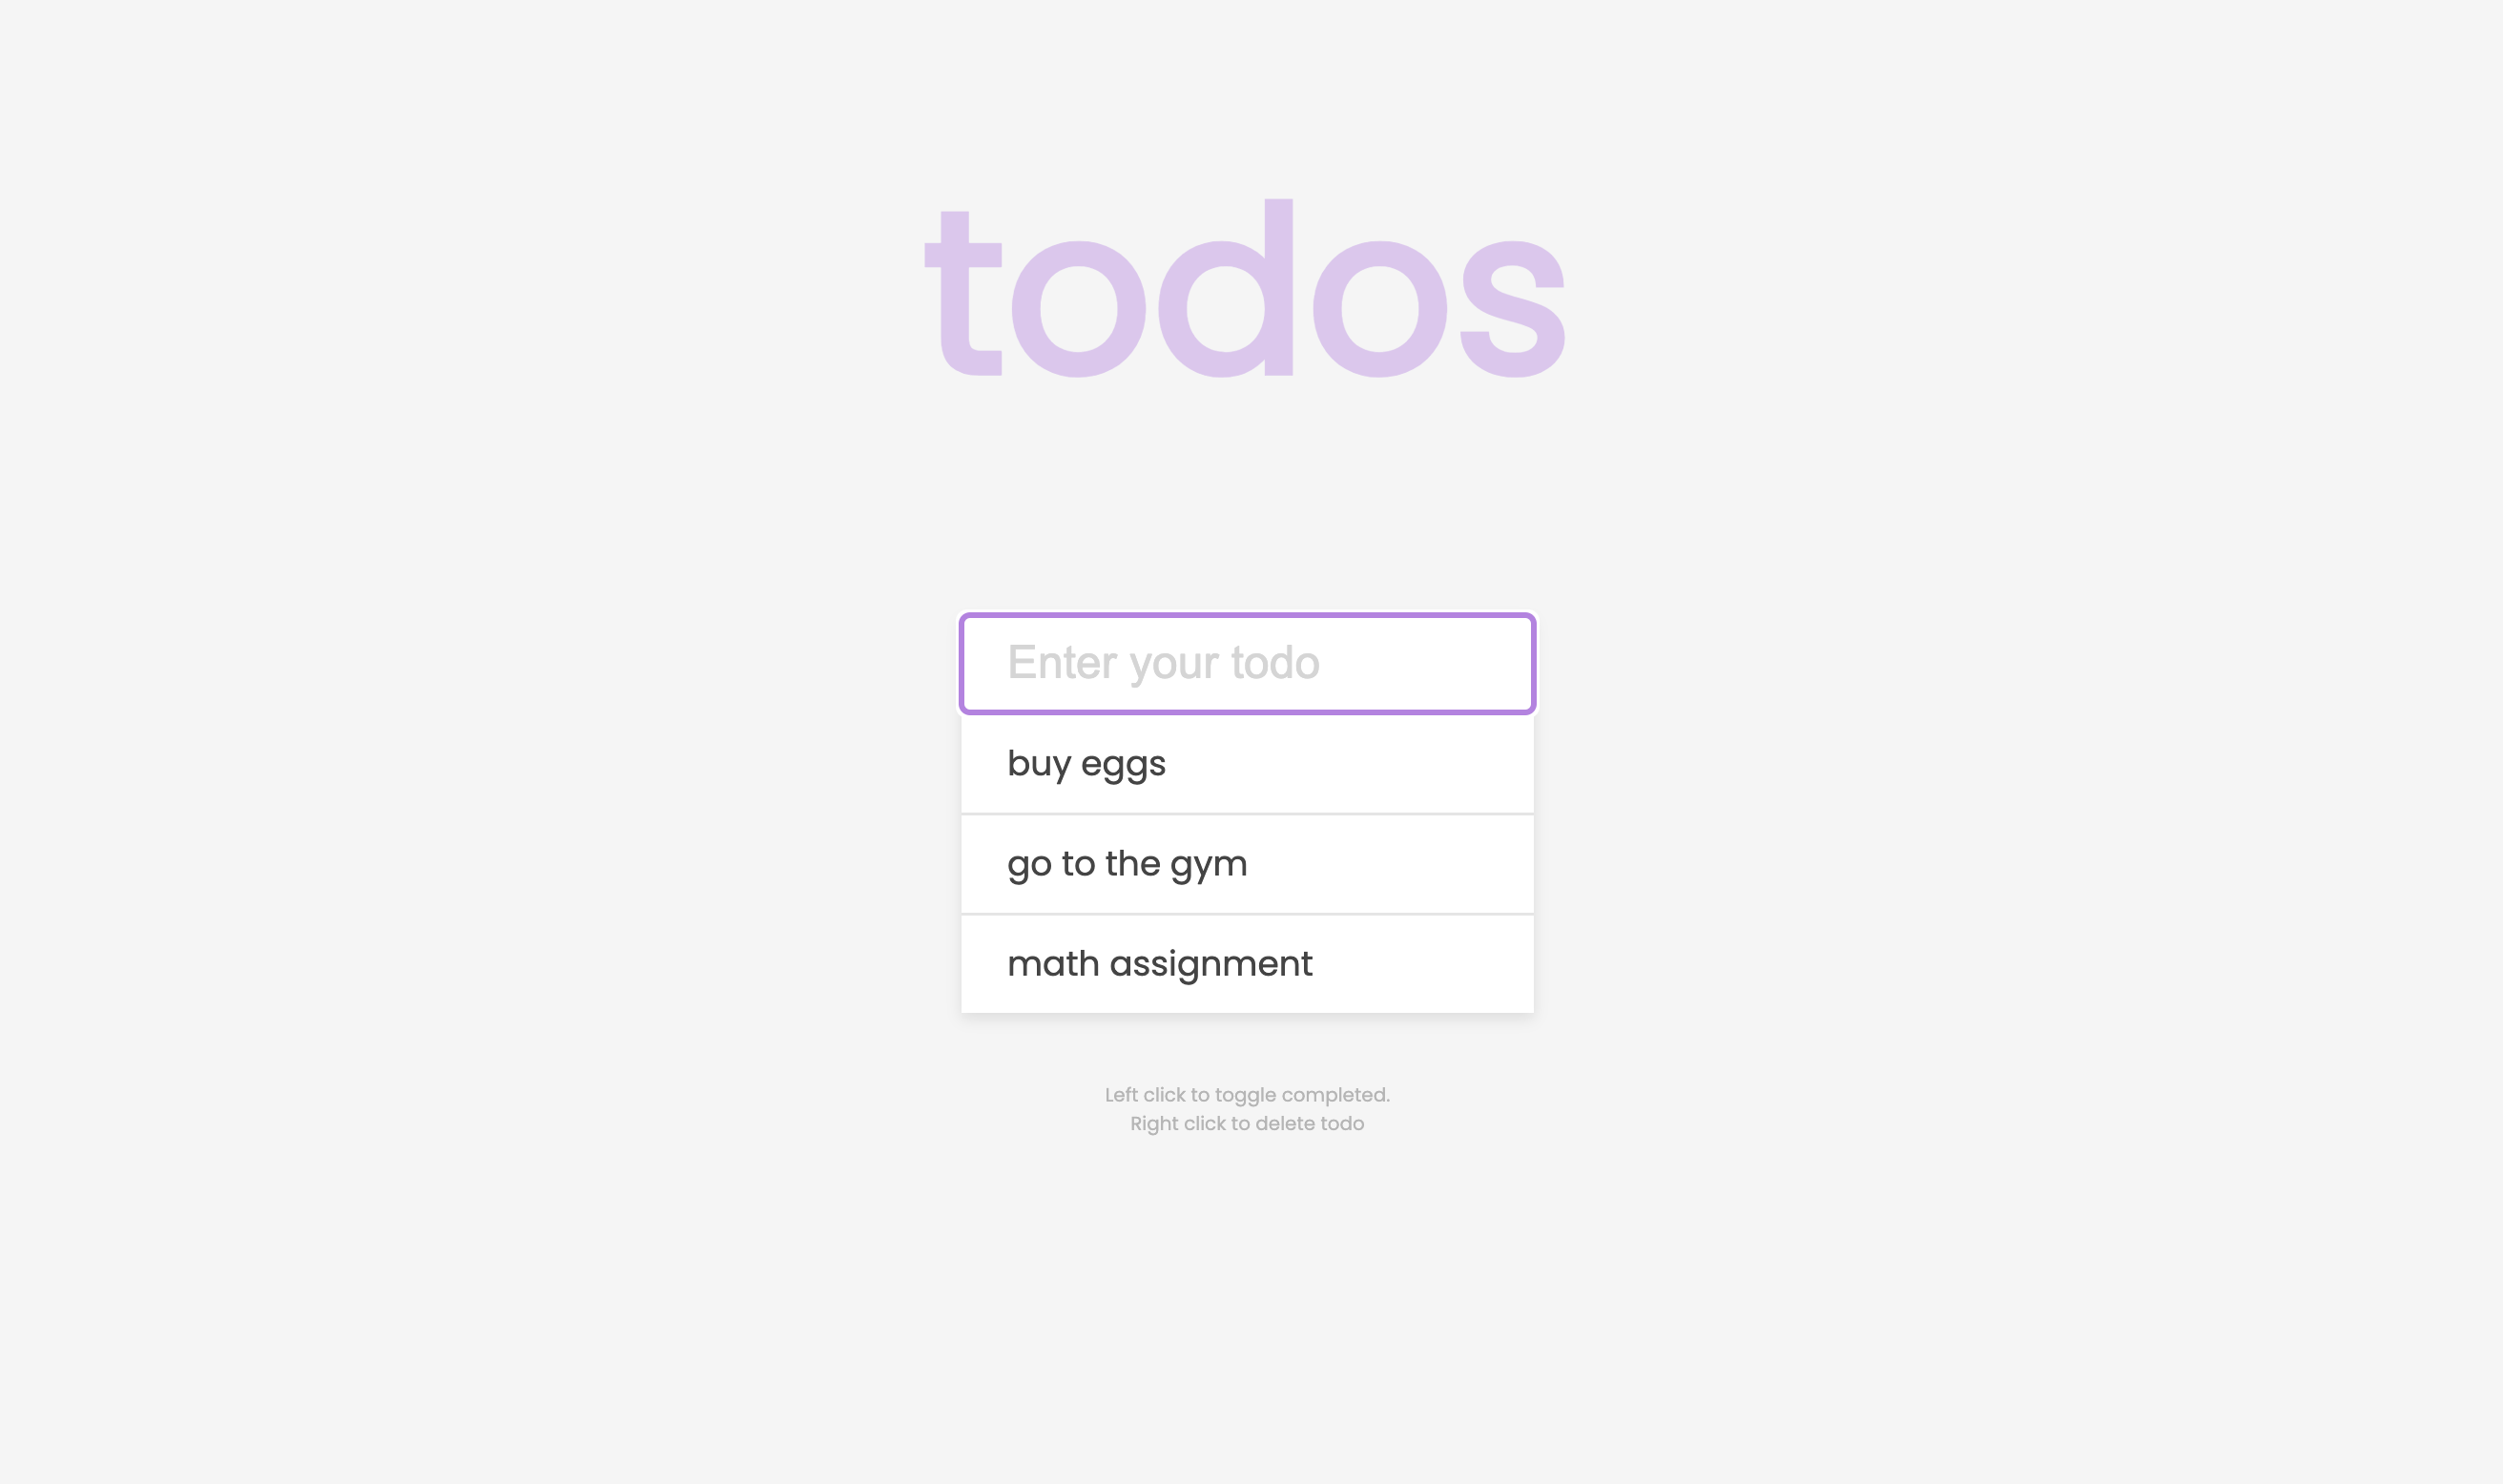 todos
Enter your todo
buy eggs
go to the gym
math assignment
Left click to toggle completed.
Right click to delete todo